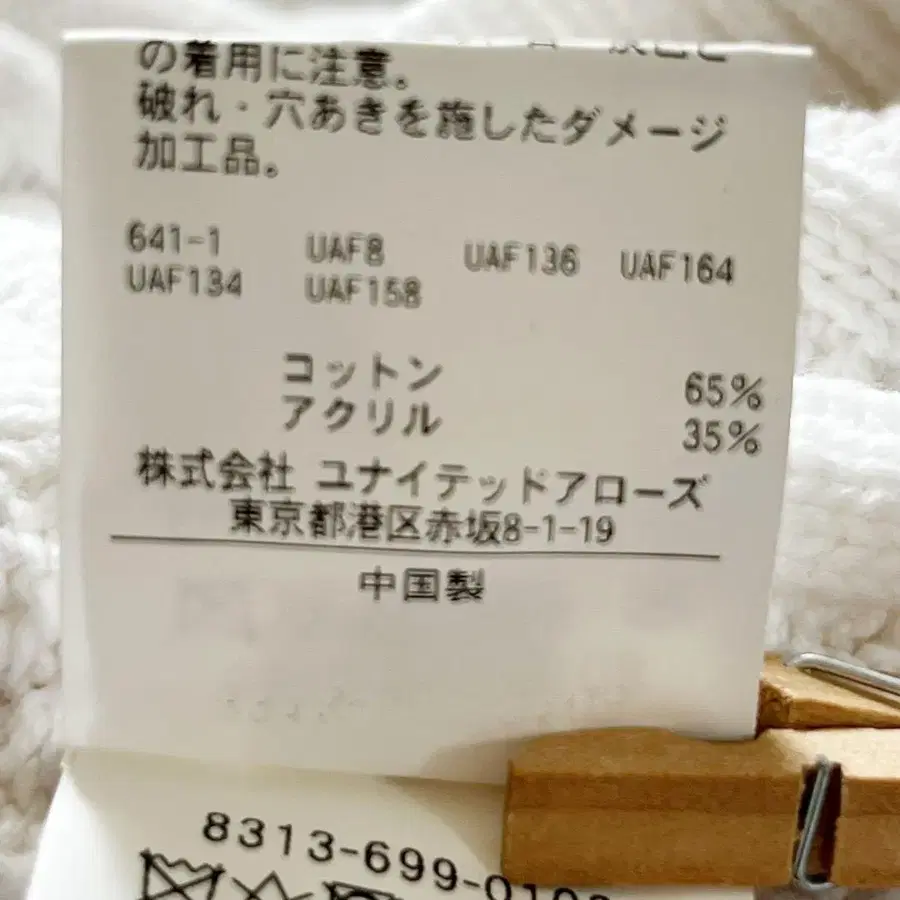 の着用に注意。
破れ・穴あきを施したダメージ
加工品。
641-1 UAF8 UAF136 UAF164
UAF134 UAF158
コットン 65%
アクリル 35%
株式会社 ユナイテッドアローズ
東京都港区赤坂8-1-19
中国製
8313-699-